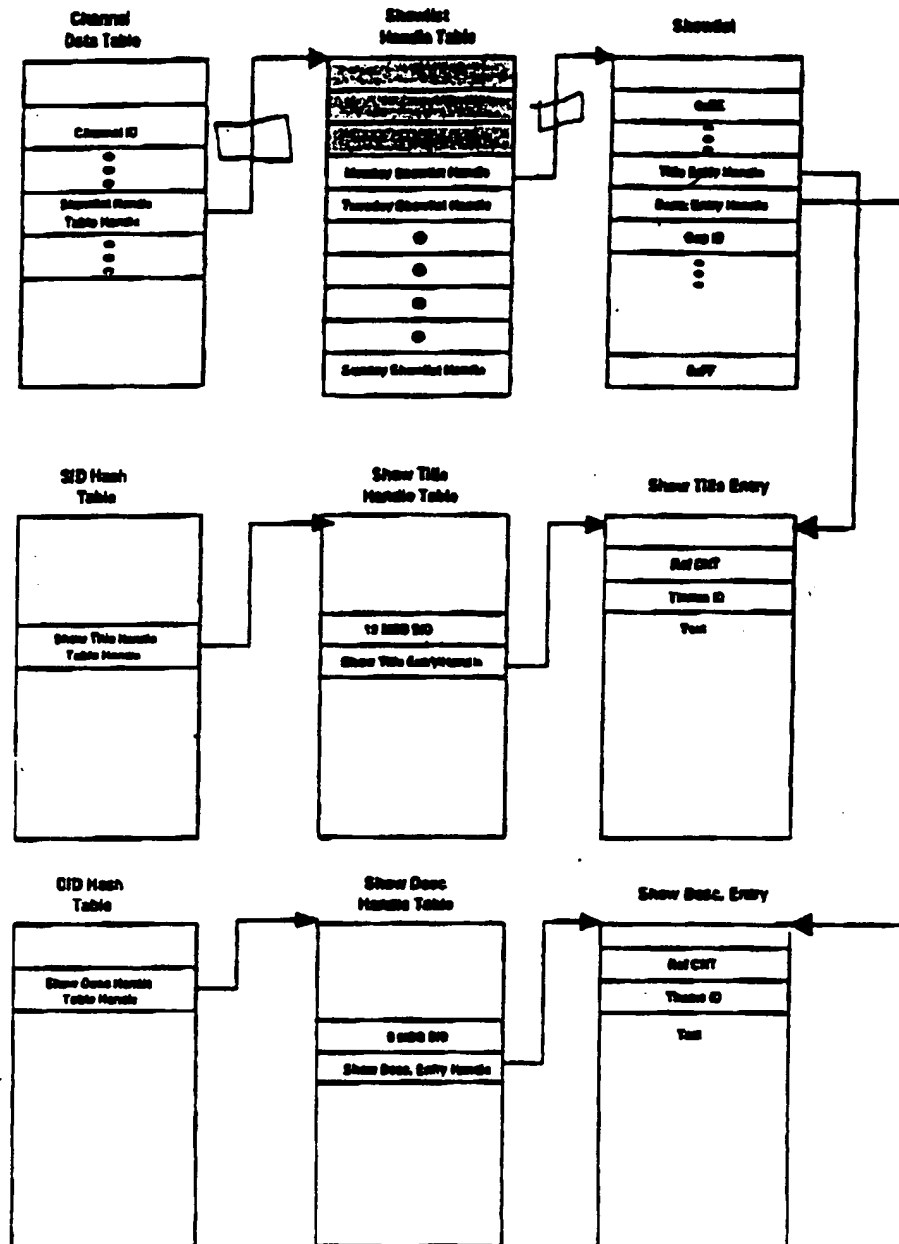 Channel
Data Table
Channel ID
Showlist Handle
Table Handle
Showlist
Handle Table
Monday Showlist Handle
Tuesday Showlist Handle
Sunday Showlist Handle
Showlist
Title Entry Handle
Desc Entry Handle
Gap ID
0xFF
SID Hash
Table
Show Title Handle
Table Handle
Show Title
Handle Table
MSB SID
Show Title Entry Handle
Show Title Entry
Ref CNT
Theme ID
Text
DID Hash
Table
Show Desc Handle
Table Handle
Show Desc
Handle Table
MSB
Show Desc. Entry Handle
Show Desc. Entry
Ref CNT
Theme ID
Text